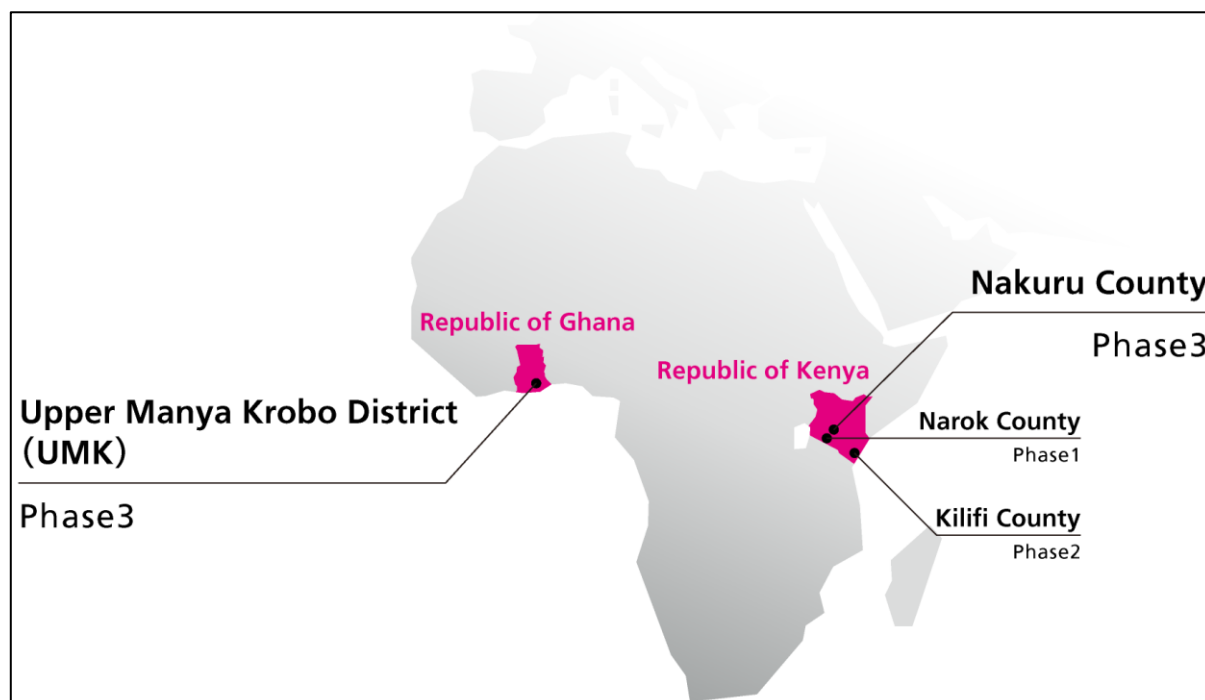 Republic of Ghana
Upper Manya Krobo District
（UMK）
Phase3
Republic of Kenya
Nakuru County
Phase3
Narok County
Phase1
Kilifi County
Phase2